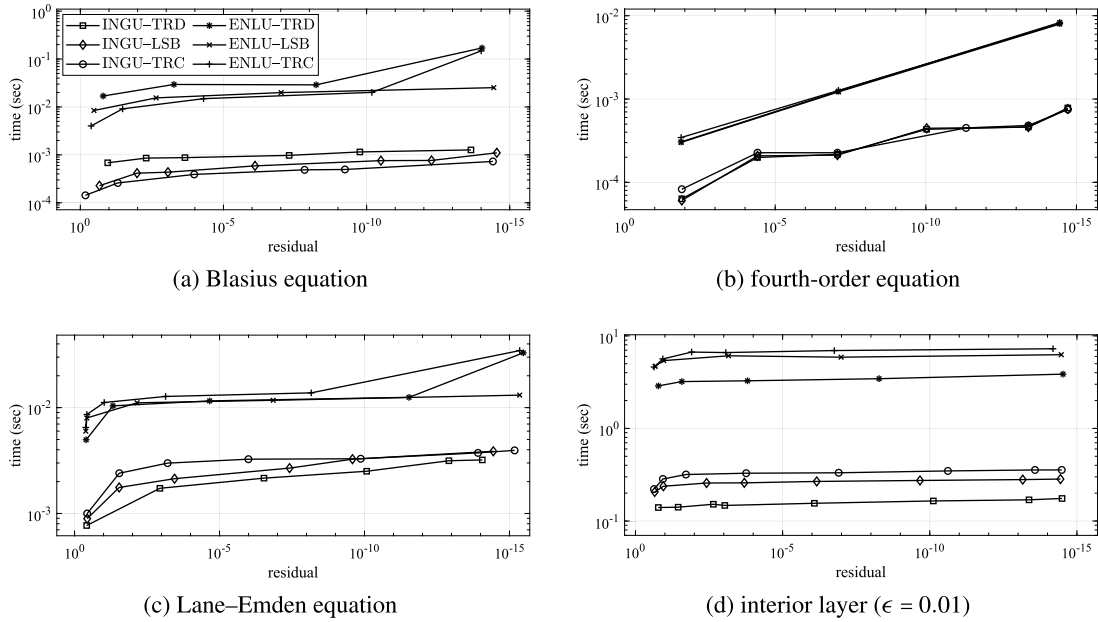 10^0
10^-1
10^-2
10^-3
10^-4
time (sec)
INGU–TRD
INGU–LSB
INGU–TRC
ENLU–TRD
ENLU–LSB
ENLU–TRC
10^0 10^-5 10^-10 10^-15
residual
(a) Blasius equation
10^-2
10^-3
10^-4
time (sec)
10^0 10^-5 10^-10 10^-15
residual
(b) fourth-order equation
10^-2
10^-3
time (sec)
10^0 10^-5 10^-10 10^-15
residual
(c) Lane–Emden equation
10^1
10^0
10^-1
time (sec)
10^0 10^-5 10^-10 10^-15
residual
(d) interior layer (ϵ = 0.01)